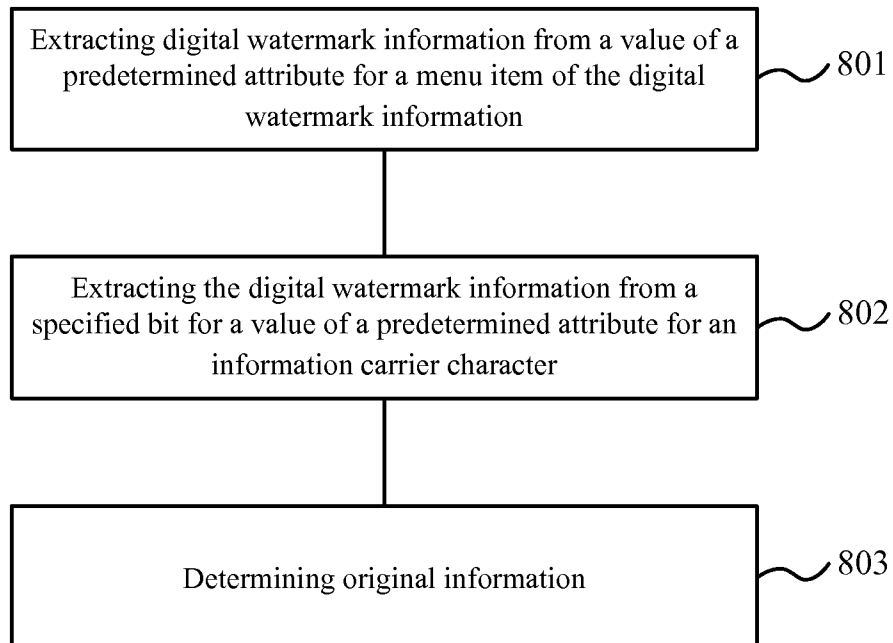 Extracting digital watermark information from a value of a
predetermined attribute for a menu item of the digital
watermark information
801
Extracting the digital watermark information from a
specified bit for a value of a predetermined attribute for an
information carrier character
802
Determining original information
803